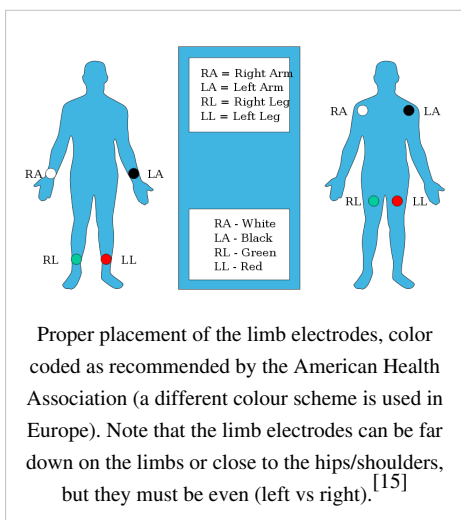 RA = Right Arm
LA = Left Arm
RL = Right Leg
LL = Left Leg
RA
LA
RL
LL
RA - White
LA - Black
RL - Green
LL - Red
RA
LA
RL
LL
Proper placement of the limb electrodes, color
coded as recommended by the American Health
Association (a different colour scheme is used in
Europe). Note that the limb electrodes can be far
down on the limbs or close to the hips/shoulders,
but they must be even (left vs right).[15]